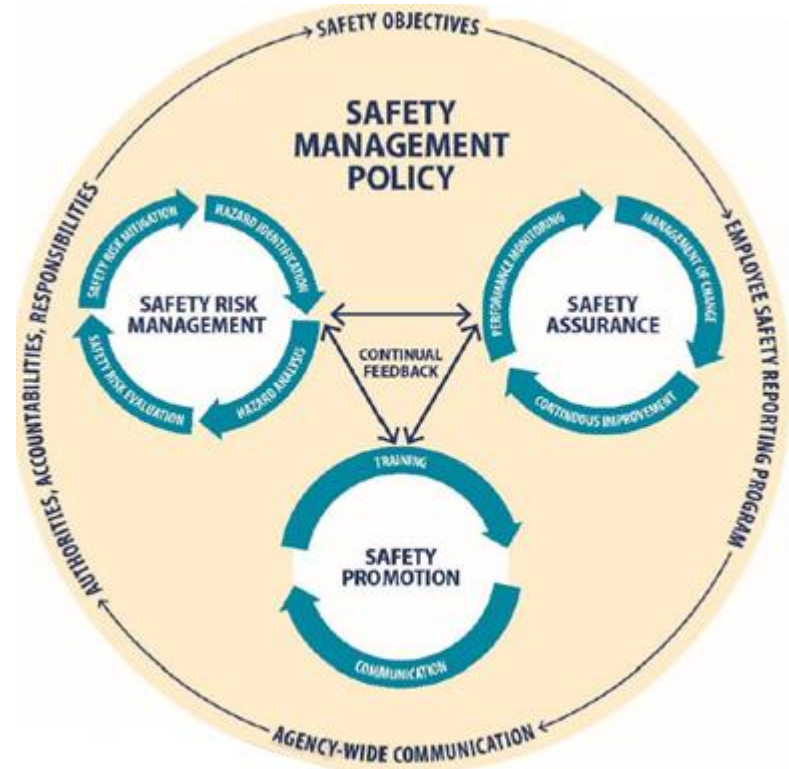 SAFETY OBJECTIVES
SAFETY
MANAGEMENT
POLICY
AUTHORITIES, ACCOUNTABILITIES, RESPONSIBILITIES
EMPLOYEE SAFETY REPORTING PROGRAM
SAFETY RISK MITIGATION
HAZARD IDENTIFICATION
SAFETY RISK
MANAGEMENT
SAFETY RISK EVALUATION
HAZARD ANALYSIS
PERFORMANCE MONITORING
MANAGEMENT OF CHANGE
SAFETY
ASSURANCE
CONTINUOUS IMPROVEMENT
CONTINUAL
FEEDBACK
TRAINING
SAFETY
PROMOTION
COMMUNICATION
AGENCY-WIDE COMMUNICATION